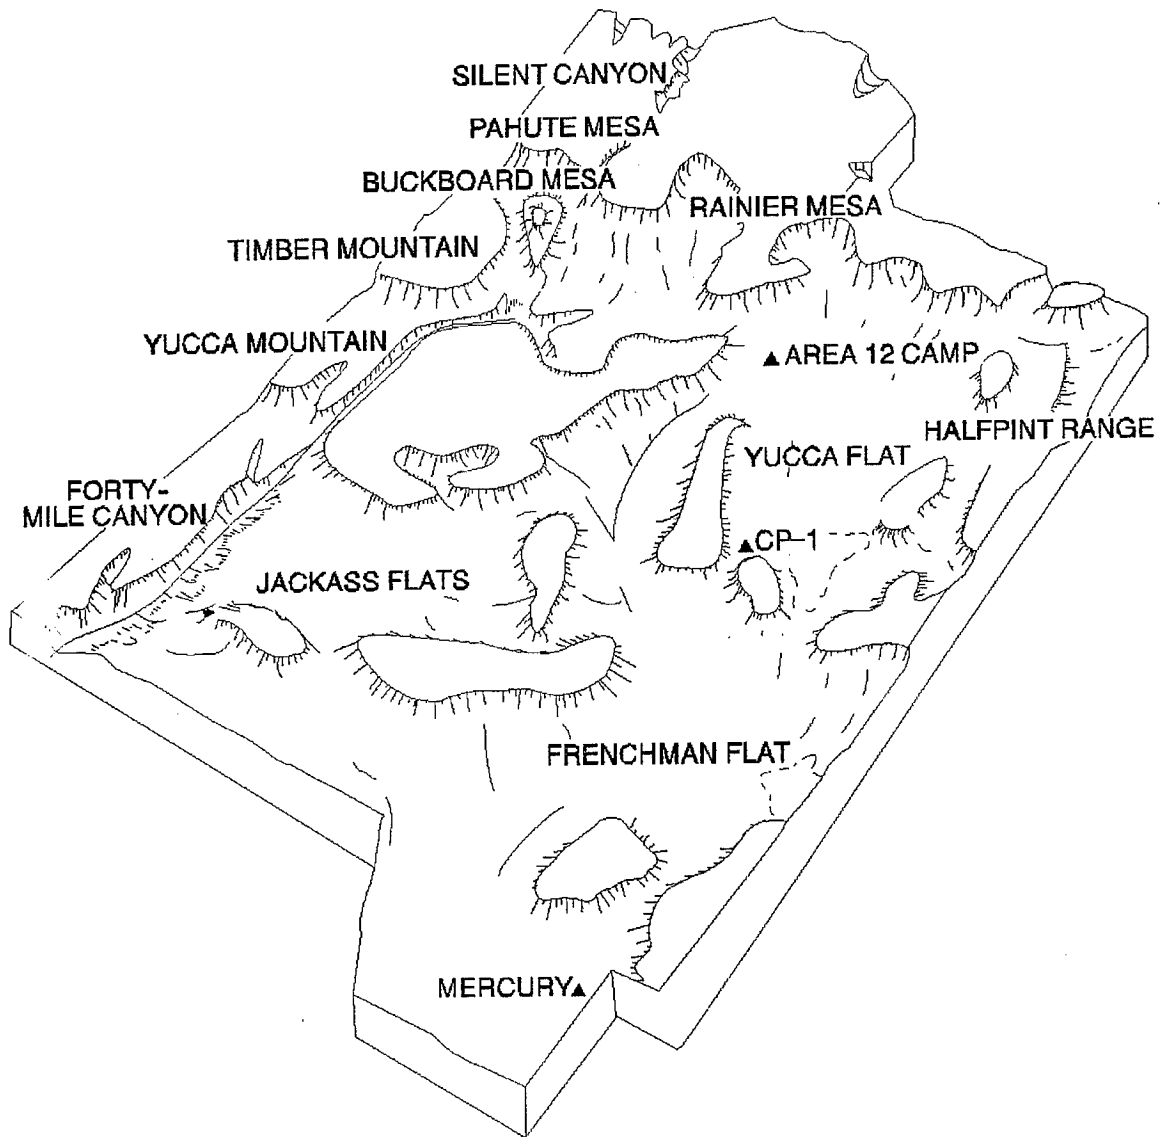 SILENT CANYON
PAHUTE MESA
BUCKBOARD MESA
RAINIER MESA
TIMBER MOUNTAIN
YUCCA MOUNTAIN
▲AREA 12 CAMP
HALFPINT RANGE
YUCCA FLAT
FORTY-
MILE CANYON
▲CP-1
JACKASS FLATS
FRENCHMAN FLAT
MERCURY▲